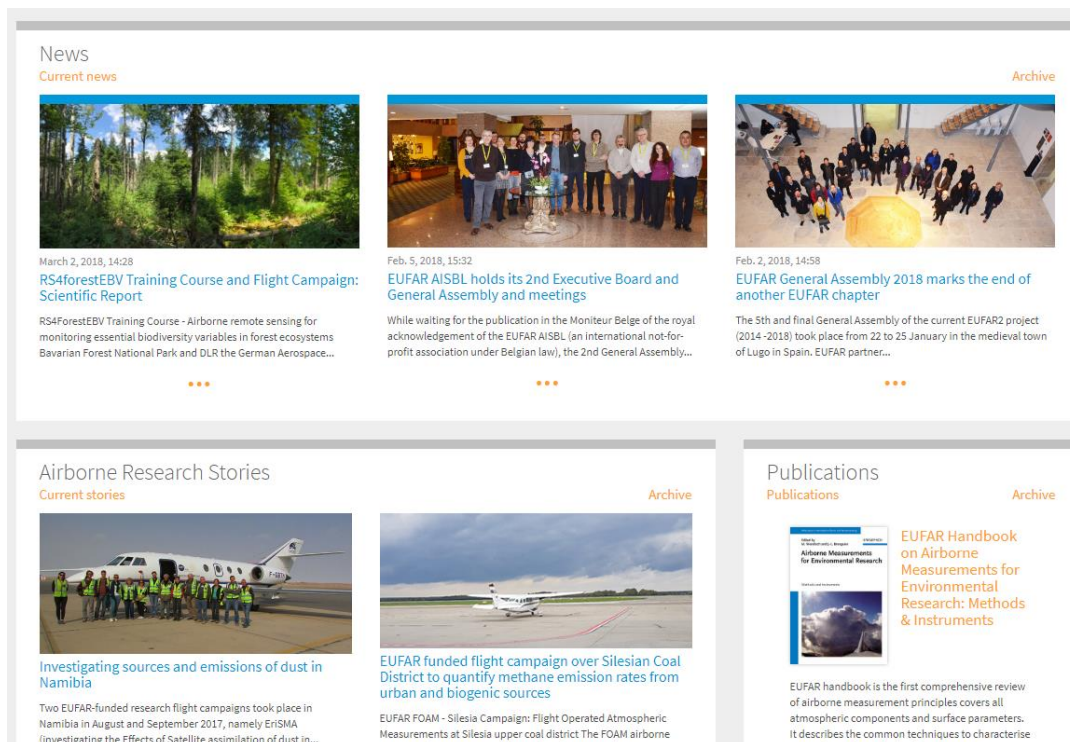 News
Current news
Archive
March 2, 2018, 14:28
RS4forestEBV Training Course and Flight Campaign:
Scientific Report
RS4ForestEBV Training Course - Airborne remote sensing for
monitoring essential biodiversity variables in forest ecosystems
Bavarian Forest National Park and DLR the German Aerospace...
•••
Feb. 5, 2018, 15:32
EUFAR AISBL holds its 2nd Executive Board and
General Assembly and meetings
While waiting for the publication in the Moniteur Belge of the royal
acknowledgement of the EUFAR AISBL (an international not-for-
profit association under Belgian law), the 2nd General Assembly...
•••
Feb. 2, 2018, 14:58
EUFAR General Assembly 2018 marks the end of
another EUFAR chapter
The 5th and final General Assembly of the current EUFAR2 project
(2014 -2018) took place from 22 to 25 January in the medieval town
of Lugo in Spain. EUFAR partner...
•••
Airborne Research Stories
Current stories
Archive
Investigating sources and emissions of dust in
Namibia
Two EUFAR-funded research flight campaigns took place in
Namibia in August and September 2017, namely EriSMA
(investigating the Effects of Satellite assimilation of dust in...
EUFAR funded flight campaign over Silesian Coal
District to quantify methane emission rates from
urban and biogenic sources
EUFAR FOAM - Silesia Campaign: Flight Operated Atmospheric
Measurements at Silesia upper coal district The FOAM airborne
Publications
Publications
Archive
Airborne Measurements
for Environmental Research
EUFAR Handbook
on Airborne
Measurements for
Environmental
Research: Methods
& Instruments
EUFAR handbook is the first comprehensive review
of airborne measurement principles covers all
atmospheric components and surface parameters.
It describes the common techniques to characterise